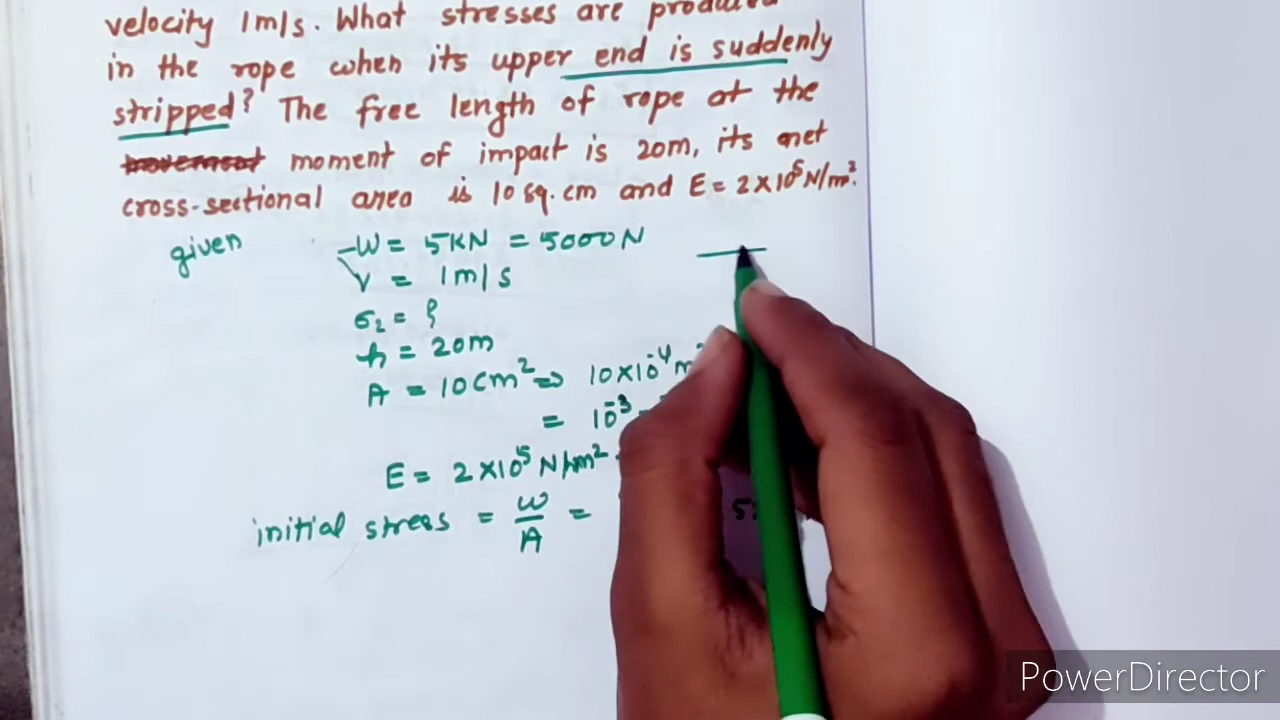 velocity 1m/s. What stresses are produced
in the rope when its upper end is suddenly
stripped? The free length of rope at the
moment of impact is 20m, its net
cross-sectional area is 10 sq. cm and E = 2×10⁵ N/m².
given
W = 5KN = 5000N
V = 1m/s
σ₂ = ?
h = 20m
A = 10cm² ⇒ 10×10⁻⁴ m²
= 10⁻³
E = 2×10⁵ N/m²
initial stress = W/A =
PowerDirector